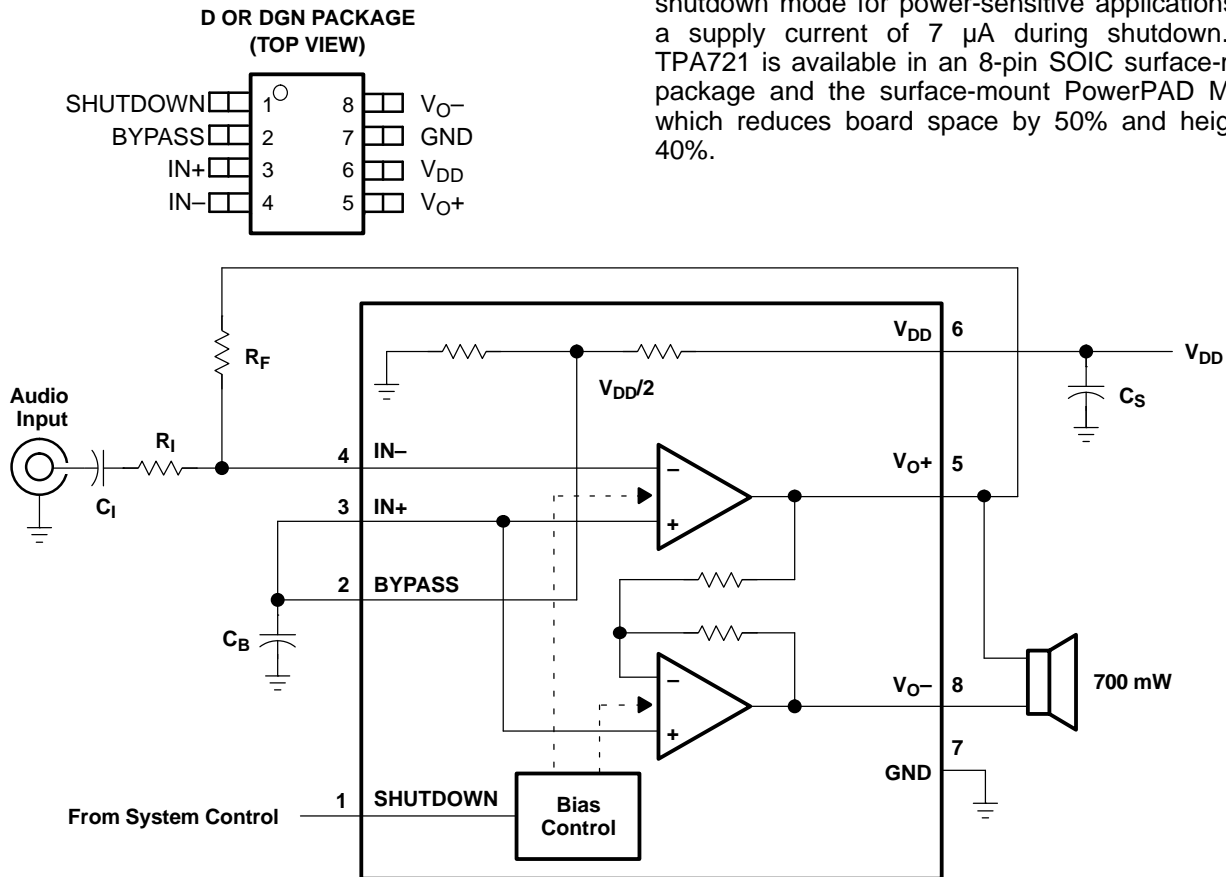 D OR DGN PACKAGE
(TOP VIEW)
SHUTDOWN 1 8 VO–
BYPASS 2 7 GND
IN+ 3 6 VDD
IN– 4 5 VO+
shutdown mode for power-sensitive applications
a supply current of 7 µA during shutdown.
TPA721 is available in an 8-pin SOIC surface-
package and the surface-mount PowerPAD
which reduces board space by 50% and
40%.
Audio
Input
CI
RI
RF
VDD/2
VDD 6
VDD
CS
4 IN–
3 IN+
2 BYPASS
CB
–
+
VO+ 5
–
+
VO– 8
700 mW
7
GND
From System Control
1 SHUTDOWN
Bias
Control